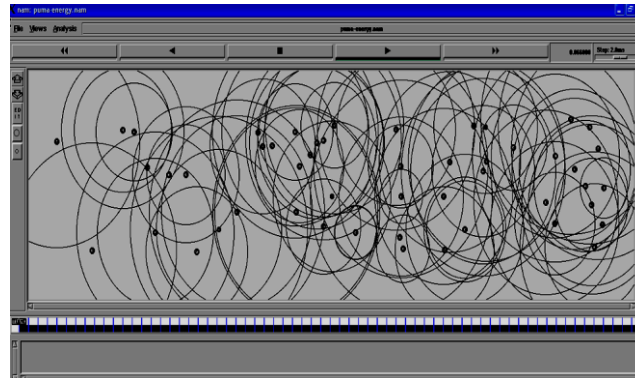 nam: puma-energy.nam
File Views Analysis
puma-energy.nam
Step: 2.0ms